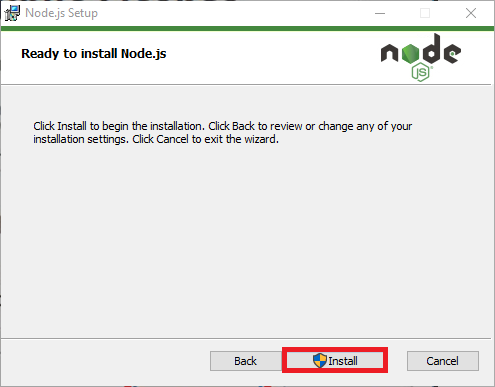 Node.js Setup
Ready to install Node.js
node
JS
Click Install to begin the installation. Click Back to review or change any of your
installation settings. Click Cancel to exit the wizard.
Back
Install
Cancel